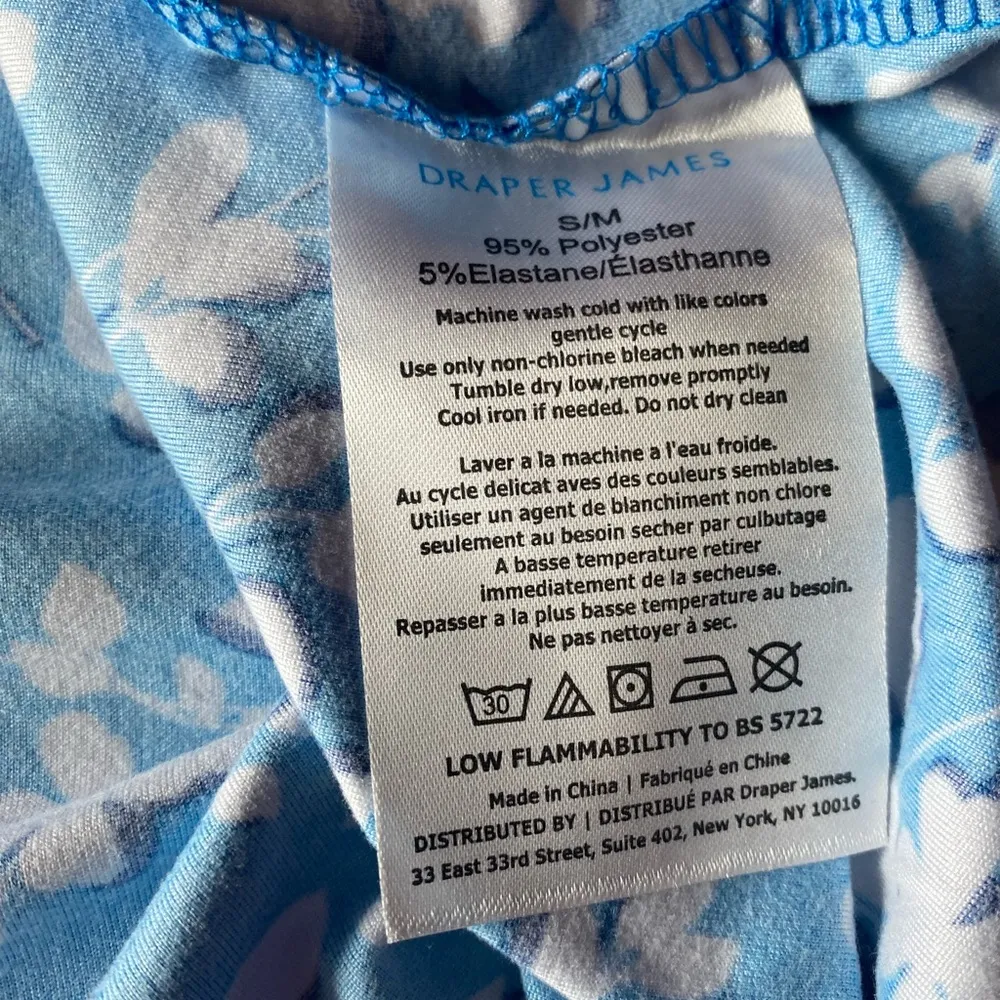 DRAPER JAMES
S/M
95% Polyester
5%Elastane/Élasthanne
Machine wash cold with like colors
gentle cycle
Use only non-chlorine bleach when needed
Tumble dry low,remove promptly
Cool iron if needed. Do not dry clean
Laver a la machine a l'eau froide.
Au cycle delicat aves des couleurs semblables.
Utiliser un agent de blanchiment non chlore
seulement au besoin secher par culbutage
A basse temperature retirer
immediatement de la secheuse.
Repasser a la plus basse temperature au besoin.
Ne pas nettoyer à sec.
30
LOW FLAMMABILITY TO BS 5722
Made in China | Fabriqué en Chine
DISTRIBUTED BY | DISTRIBUÉ PAR Draper James.
33 East 33rd Street, Suite 402, New York, NY 10016